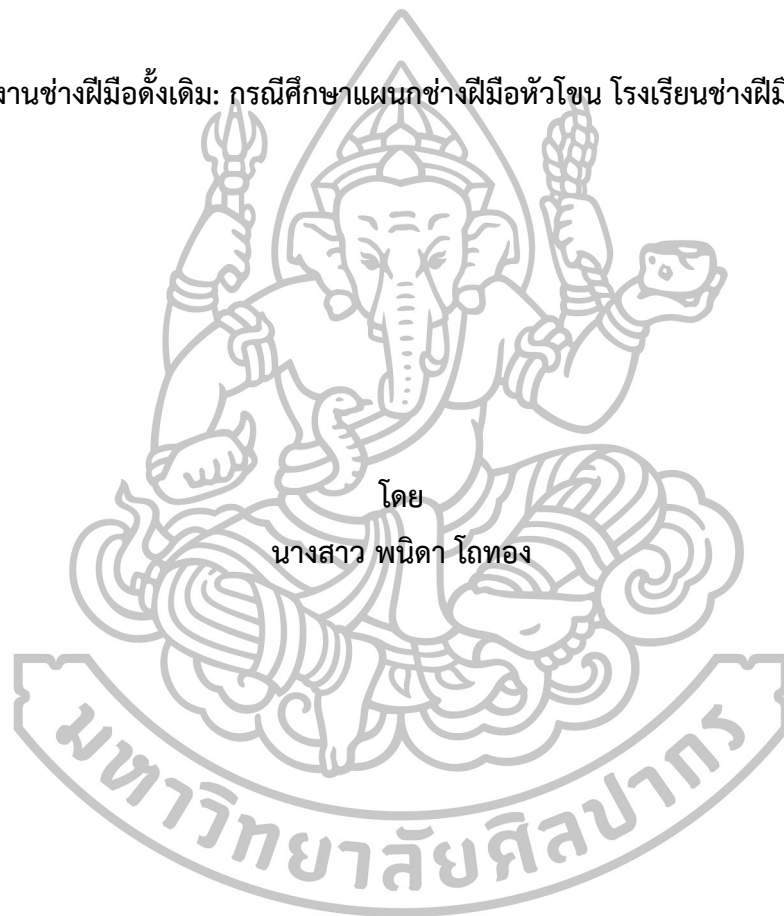 งานช่างฝีมือดั้งเดิม: กรณีศึกษาแผนกช่างฝีมือหัวโขน โรงเรียนช่างฝีมื
โดย
นางสาว พนิดา โถทอง
มหาวิทยาลัยศิลปากร